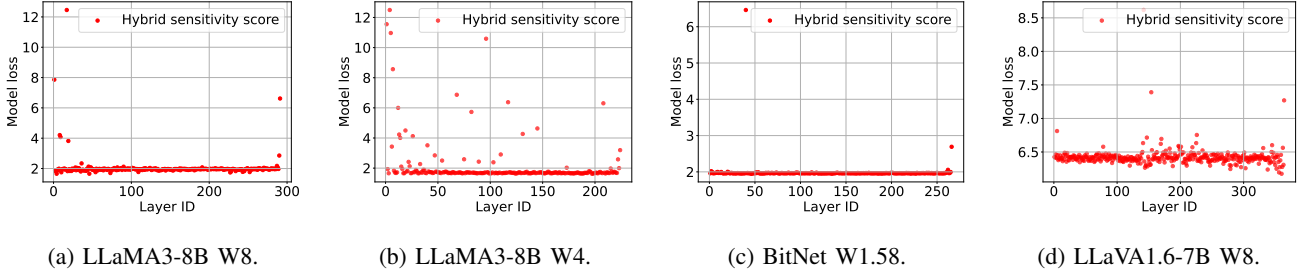 Hybrid sensitivity score
Model loss
12
10
8
6
4
2
0
100
200
300
Layer ID
(a) LLaMA3-8B W8.
Hybrid sensitivity score
Model loss
12
10
8
6
4
2
0
50
100
150
200
Layer ID
(b) LLaMA3-8B W4.
Hybrid sensitivity score
Model loss
6
5
4
3
2
0
50
100
150
200
250
Layer ID
(c) BitNet W1.58.
Hybrid sensitivity score
Model loss
8.5
8.0
7.5
7.0
6.5
0
100
200
300
Layer ID
(d) LLaVA1.6-7B W8.